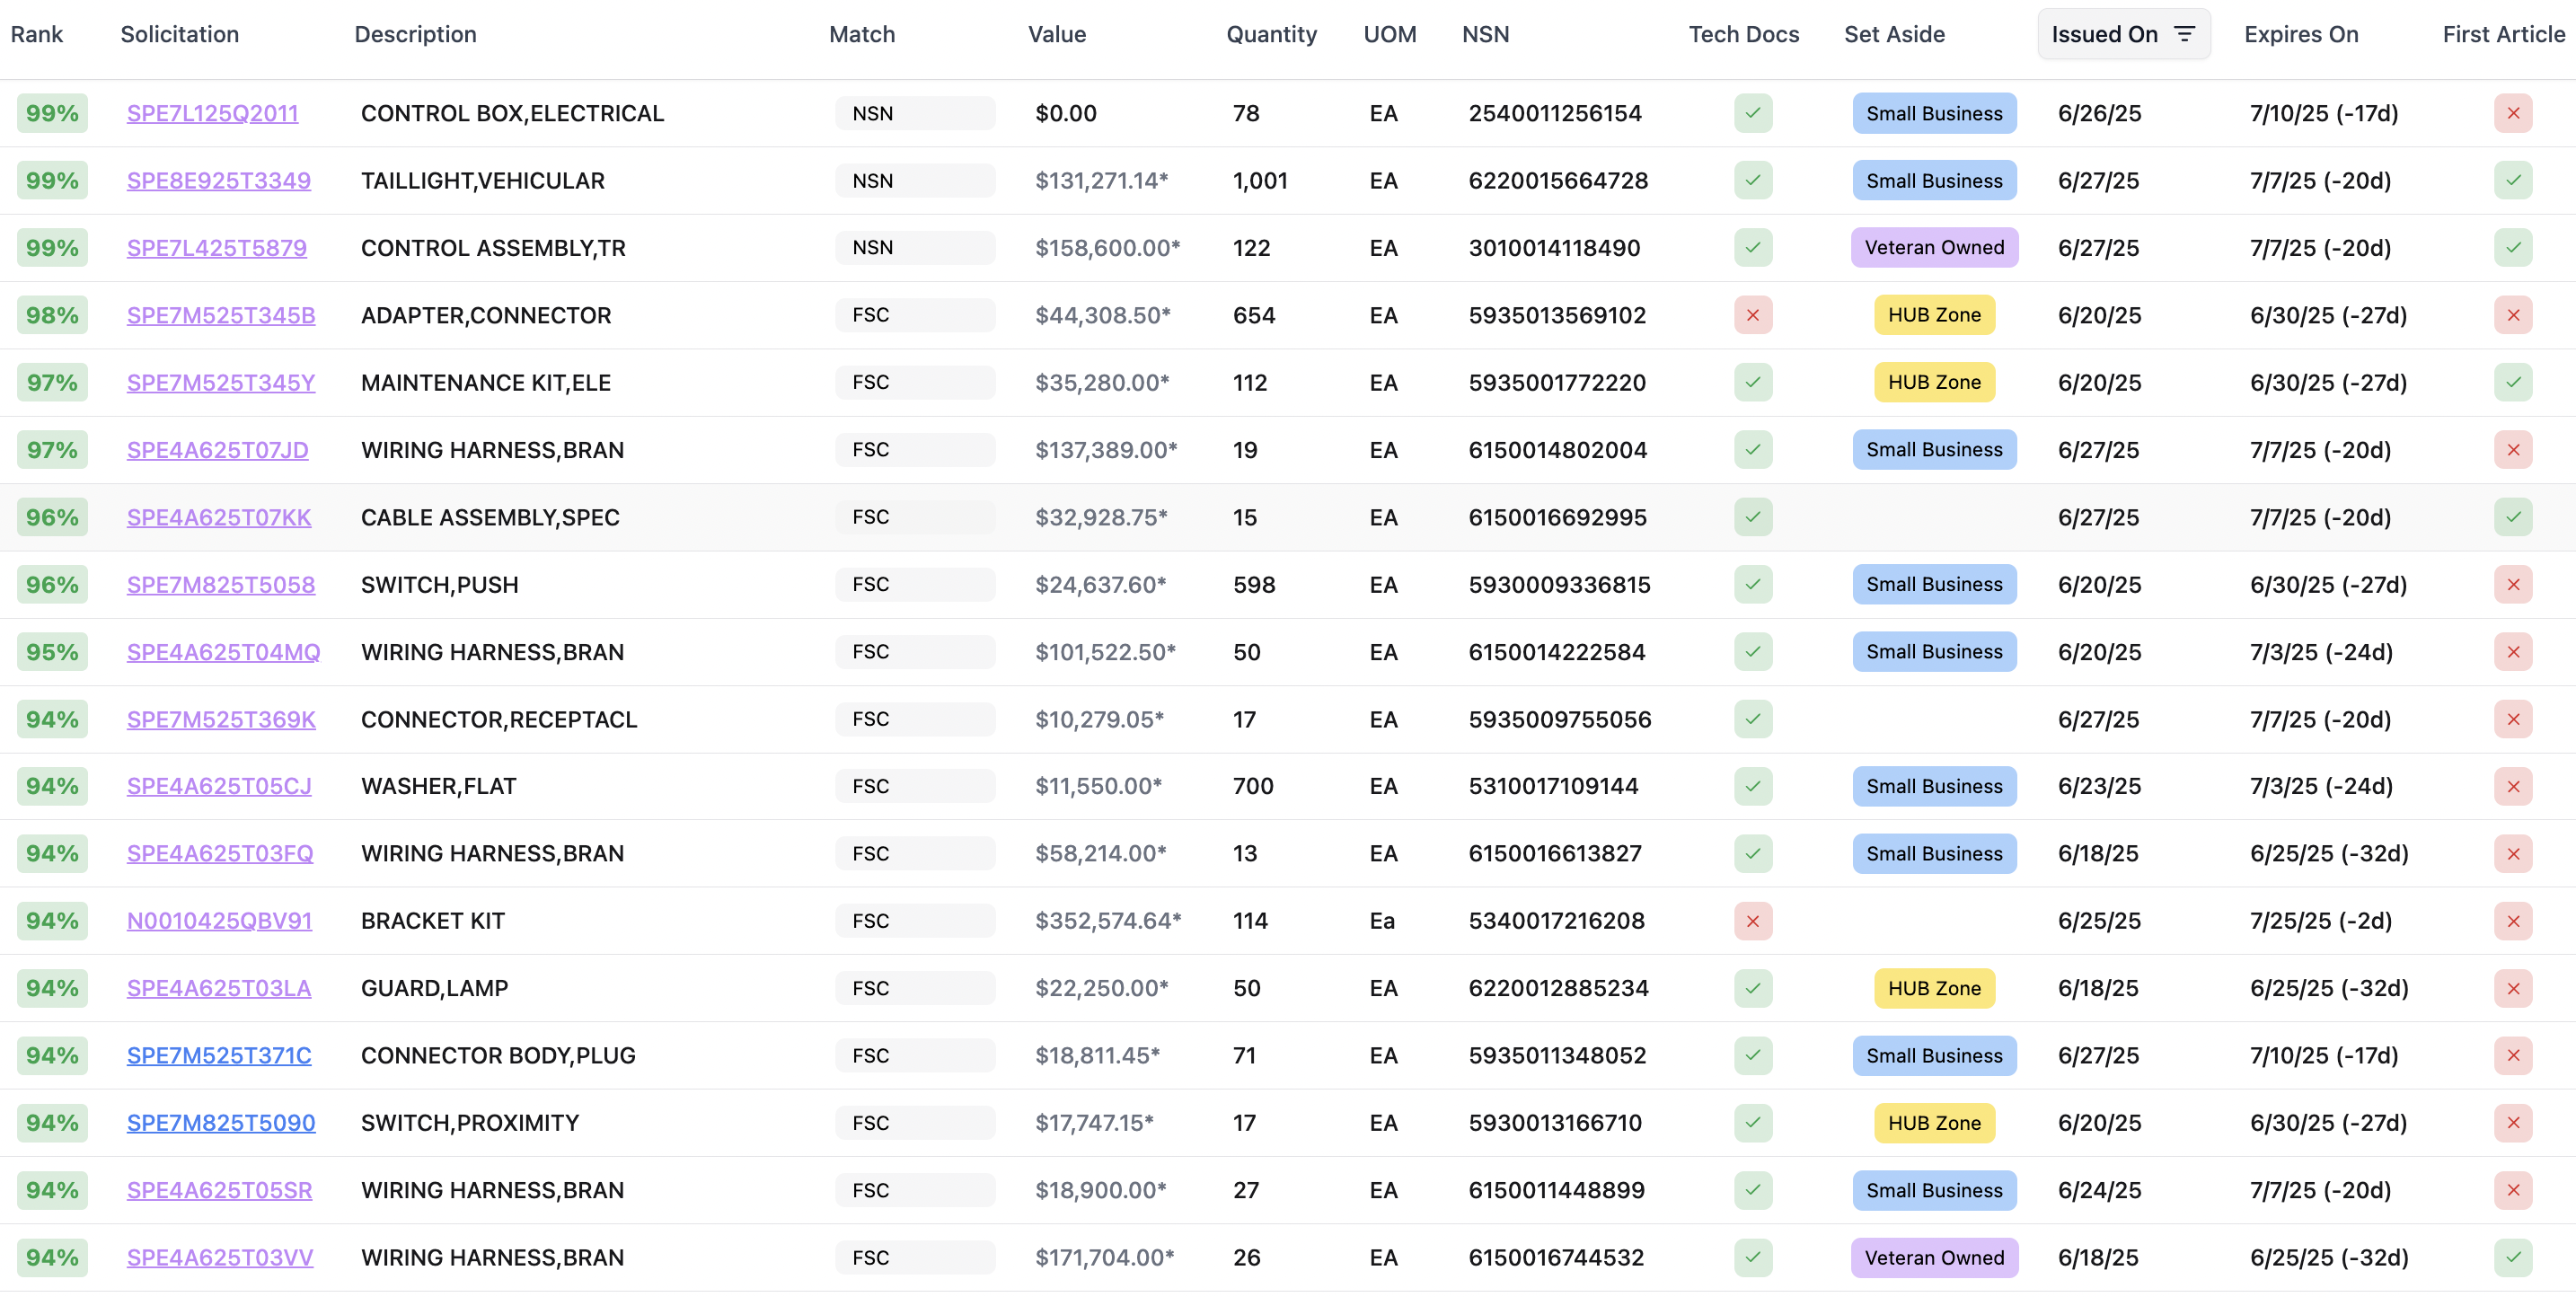 Rank Solicitation Description Match Value Quantity UOM NSN Tech Docs Set Aside Issued On Expires On First Article
99% SPE7L125Q2011 CONTROL BOX,ELECTRICAL NSN $0.00 78 EA 2540011256154 Small Business 6/26/25 7/10/25 (-17d)
99% SPE8E925T3349 TAILLIGHT,VEHICULAR NSN $131,271.14* 1,001 EA 6220015664728 Small Business 6/27/25 7/7/25 (-20d)
99% SPE7L425T5879 CONTROL ASSEMBLY,TR NSN $158,600.00* 122 EA 3010014118490 Veteran Owned 6/27/25 7/7/25 (-20d)
98% SPE7M525T345B ADAPTER,CONNECTOR FSC $44,308.50* 654 EA 5935013569102 HUB Zone 6/20/25 6/30/25 (-27d)
97% SPE7M525T345Y MAINTENANCE KIT,ELE FSC $35,280.00* 112 EA 5935001772220 HUB Zone 6/20/25 6/30/25 (-27d)
97% SPE4A625T07JD WIRING HARNESS,BRAN FSC $137,389.00* 19 EA 6150014802004 Small Business 6/27/25 7/7/25 (-20d)
96% SPE4A625T07KK CABLE ASSEMBLY,SPEC FSC $32,928.75* 15 EA 6150016692995 6/27/25 7/7/25 (-20d)
96% SPE7M825T5058 SWITCH,PUSH FSC $24,637.60* 598 EA 5930009336815 Small Business 6/20/25 6/30/25 (-27d)
95% SPE4A625T04MQ WIRING HARNESS,BRAN FSC $101,522.50* 50 EA 6150014222584 Small Business 6/20/25 7/3/25 (-24d)
94% SPE7M525T369K CONNECTOR,RECEPTACL FSC $10,279.05* 17 EA 5935009755056 6/27/25 7/7/25 (-20d)
94% SPE4A625T05CJ WASHER,FLAT FSC $11,550.00* 700 EA 5310017109144 Small Business 6/23/25 7/3/25 (-24d)
94% SPE4A625T03FQ WIRING HARNESS,BRAN FSC $58,214.00* 13 EA 6150016613827 Small Business 6/18/25 6/25/25 (-32d)
94% N0010425QBV91 BRACKET KIT FSC $352,574.64* 114 Ea 5340017216208 6/25/25 7/25/25 (-2d)
94% SPE4A625T03LA GUARD,LAMP FSC $22,250.00* 50 EA 6220012885234 HUB Zone 6/18/25 6/25/25 (-32d)
94% SPE7M525T371C CONNECTOR BODY,PLUG FSC $18,811.45* 71 EA 5935011348052 Small Business 6/27/25 7/10/25 (-17d)
94% SPE7M825T5090 SWITCH,PROXIMITY FSC $17,747.15* 17 EA 5930013166710 HUB Zone 6/20/25 6/30/25 (-27d)
94% SPE4A625T05SR WIRING HARNESS,BRAN FSC $18,900.00* 27 EA 6150011448899 Small Business 6/24/25 7/7/25 (-20d)
94% SPE4A625T03VV WIRING HARNESS,BRAN FSC $171,704.00* 26 EA 6150016744532 Veteran Owned 6/18/25 6/25/25 (-32d)